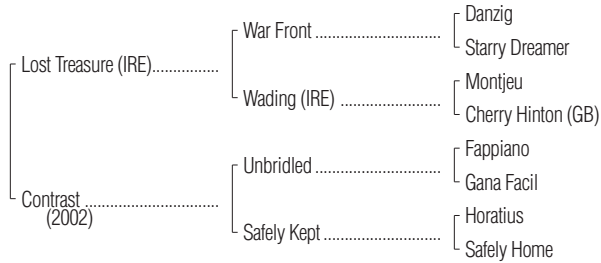 Danzig
War Front ....................................
Starry Dreamer
Lost Treasure (IRE)...................
Montjeu
Wading (IRE) .............................
Cherry Hinton (GB)
Fappiano
Unbridled ...................................
Gana Facil
Contrast .......................................
(2002)
Horatius
Safely Kept ..................................
Safely Home